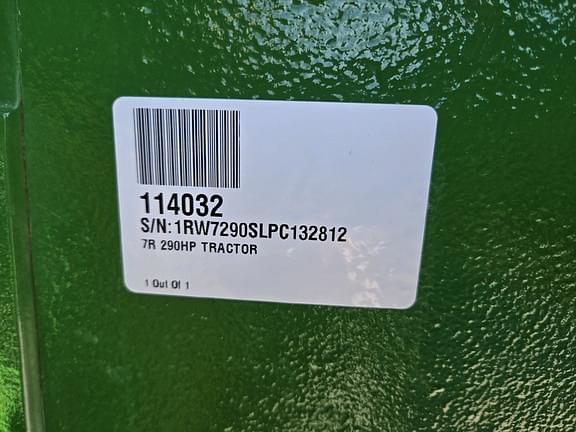 114032
S/N:1RW7290SLPC132812
7R 290HP TRACTOR
1 Out Of 1